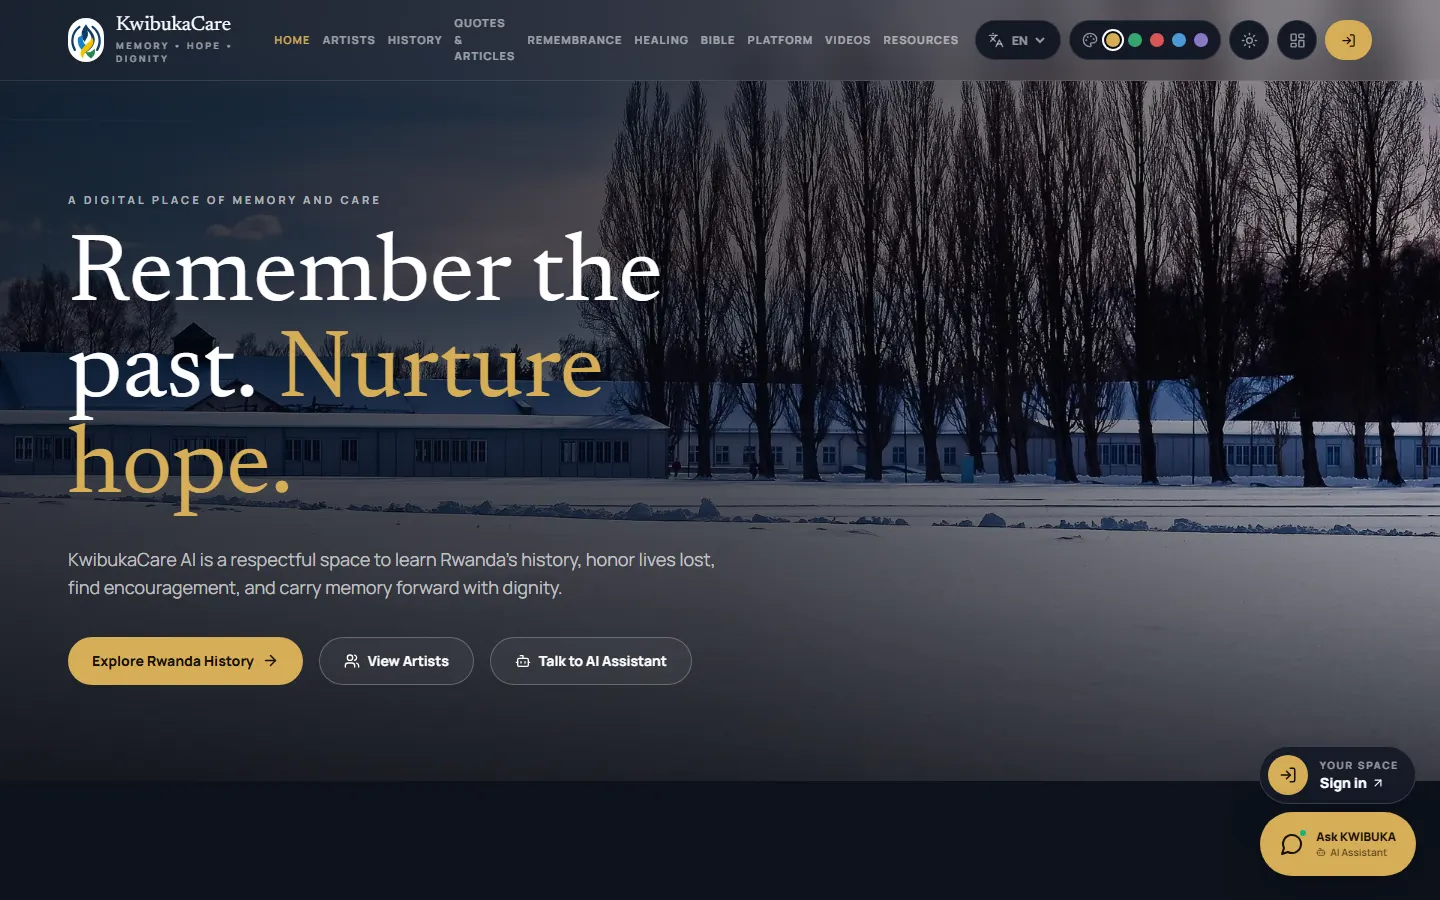 KwibukaCare
MEMORY • HOPE •
DIGNITY
HOME
ARTISTS
HISTORY
QUOTES
&
ARTICLES
REMEMBRANCE
HEALING
BIBLE
PLATFORM
VIDEOS
RESOURCES
EN
A DIGITAL PLACE OF MEMORY AND CARE
Remember the
past. Nurture
hope.
KwibukaCare AI is a respectful space to learn Rwanda's history, honor lives lost,
find encouragement, and carry memory forward with dignity.
Explore Rwanda History
View Artists
Talk to AI Assistant
YOUR SPACE
Sign in
Ask KWIBUKA
AI Assistant